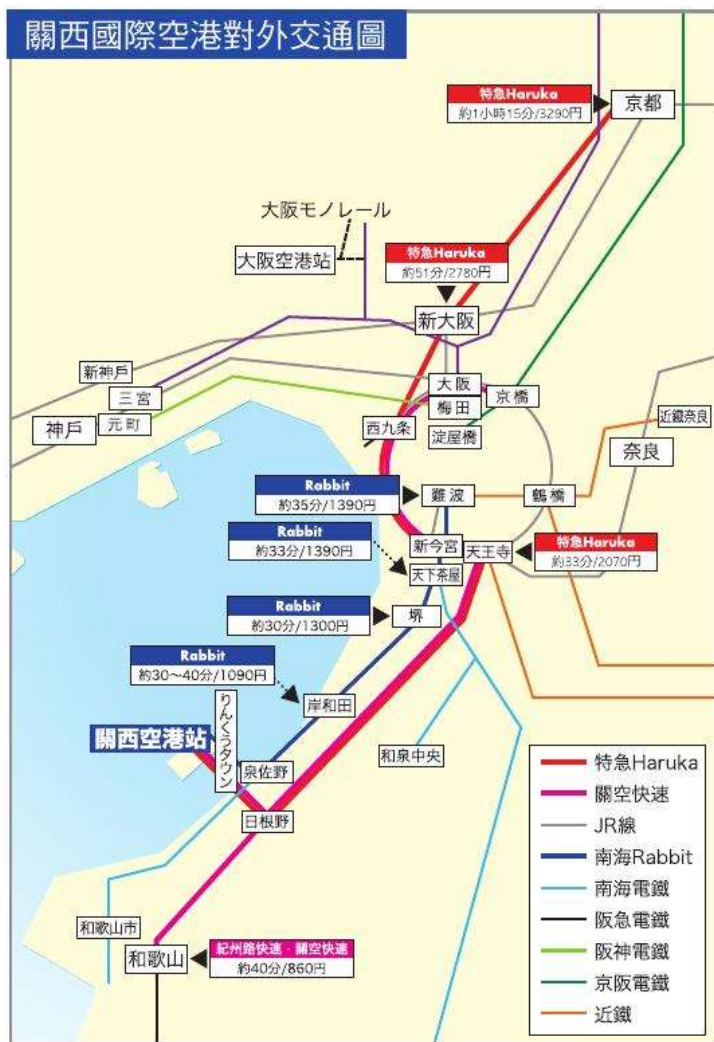 關西國際空港對外交通圖
特急Haruka
約1小時15分/3290円
京都
大阪モノレール
大阪空港站
特急Haruka
約51分/2780円
新大阪
新神戶
三宮
神戶
元町
大阪
梅田
京橋
西九条
淀屋橋
近鐵奈良
奈良
Rabbit
約35分/1390円
難波
鶴橋
Rabbit
約33分/1390円
新今宮
天王寺
特急Haruka
約33分/2070円
天下茶屋
Rabbit
約30分/1300円
堺
Rabbit
約30～40分/1090円
岸和田
りんくうタウン
關西空港站
泉佐野
和泉中央
日根野
和歌山市
和歌山
紀州路快速・關空快速
約40分/860円
特急Haruka
關空快速
JR線
南海Rabbit
南海電鐵
阪急電鐵
阪神電鐵
京阪電鐵
近鐵